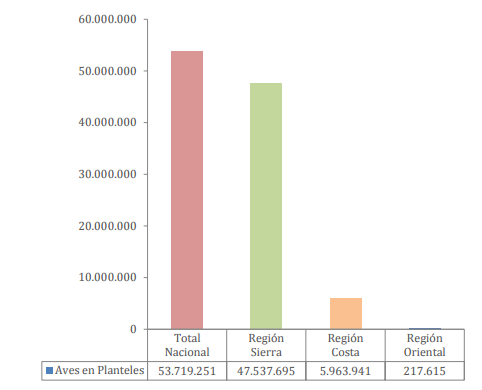 60.000.000
50.000.000
40.000.000
30.000.000
20.000.000
10.000.000
0
Total Nacional
Región Sierra
Región Costa
Región Oriental
Aves en Planteles 53.719.251 47.537.695 5.963.941 217.615